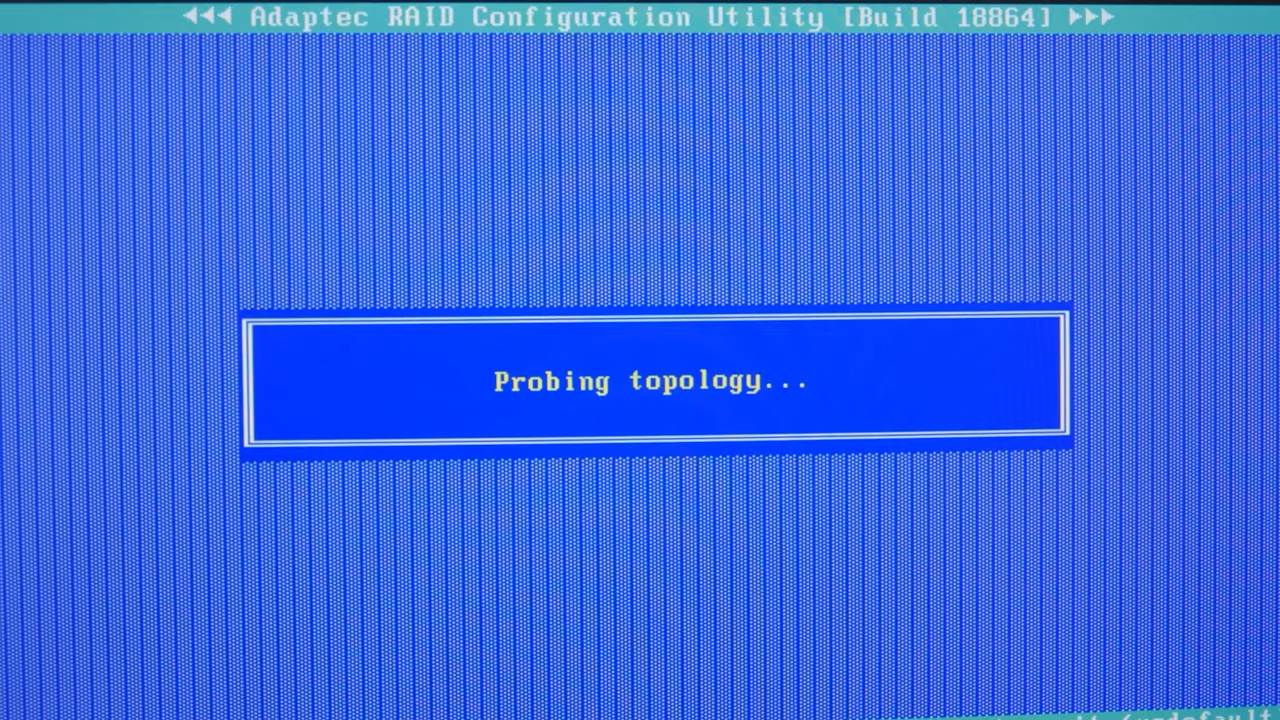 ◄◄◄ Adaptec RAID Configuration Utility [Build 18864] ►►►
Probing topology...